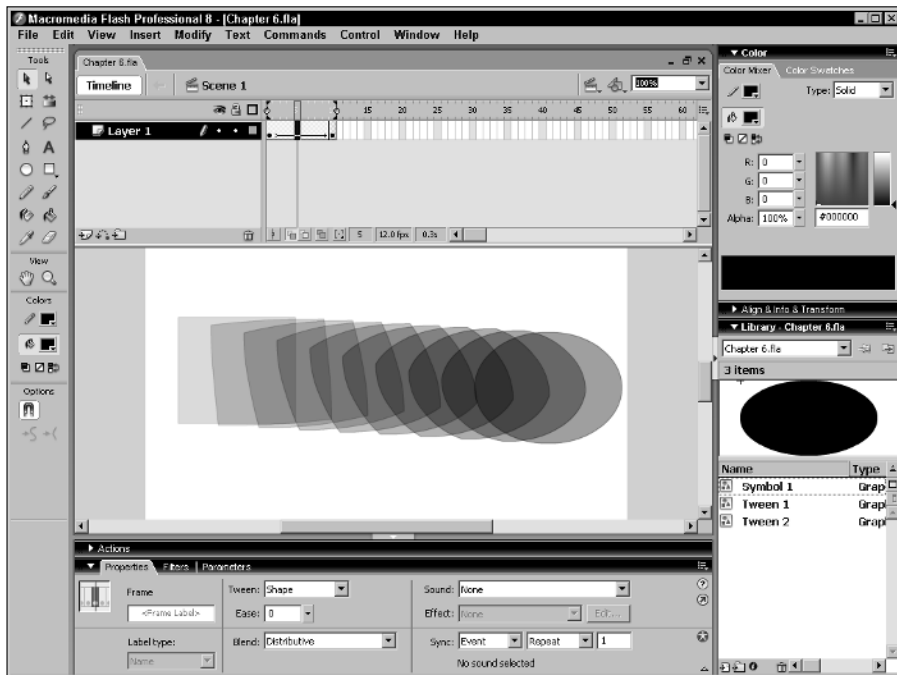 Macromedia Flash Professional 8 - [Chapter 6.fla]
File Edit View Insert Modify Text Commands Control Window Help
Tools
View
Colors
Options
Chapter 6.fla
Timeline
Scene 1
100%
5 10 15 20 25 30 35 40 45 50 55 60
Layer 1
5 12.0 fps 0.3s
Actions
Properties Filters Parameters
Frame
<Frame Label>
Label type:
Name
Tween: Shape
Ease: 0
Blend: Distributive
Sound: None
Effect: None Edit...
Sync: Event Repeat 1
No sound selected
Color
Color Mixer Color Swatches
Type: Solid
R: 0
G: 0
B: 0
Alpha: 100% #000000
Align & Info & Transform
Library - Chapter 6.fla
Chapter 6.fla
3 items
Name Type
Symbol 1 Grap
Tween 1 Grap
Tween 2 Grap